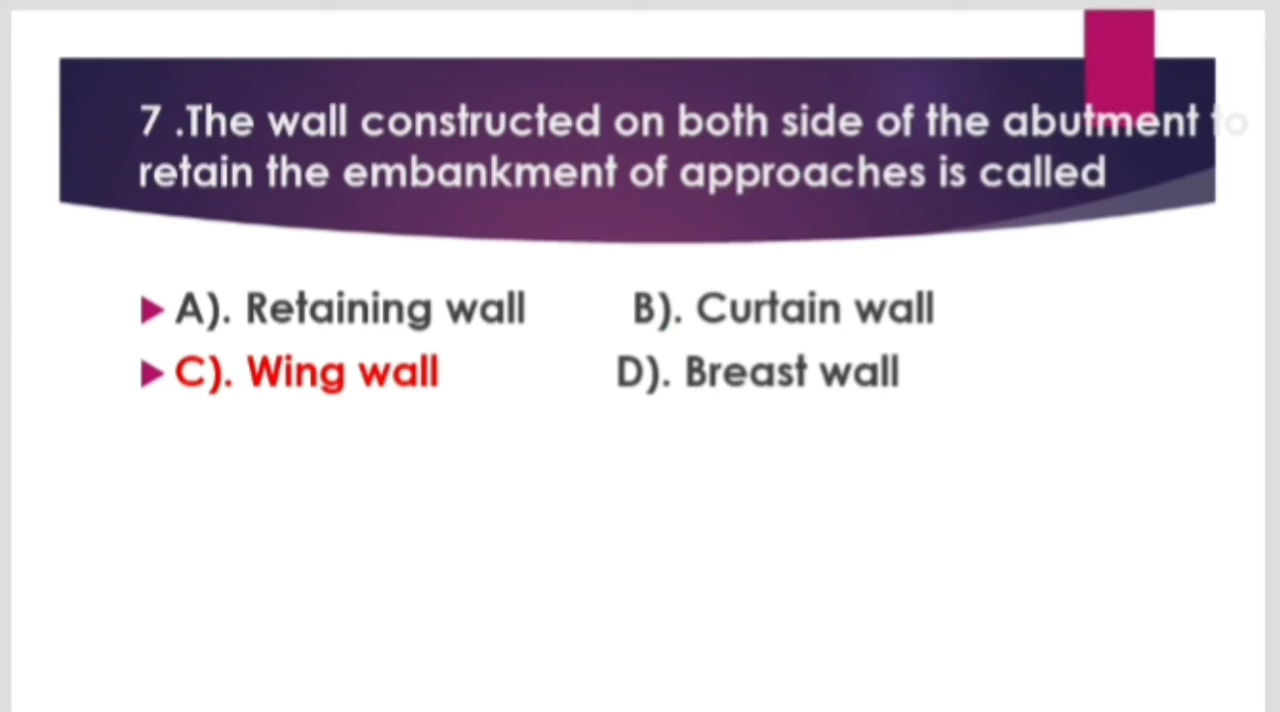 7 .The wall constructed on both side of the abutment to
retain the embankment of approaches is called
A). Retaining wall B). Curtain wall
C). Wing wall D). Breast wall